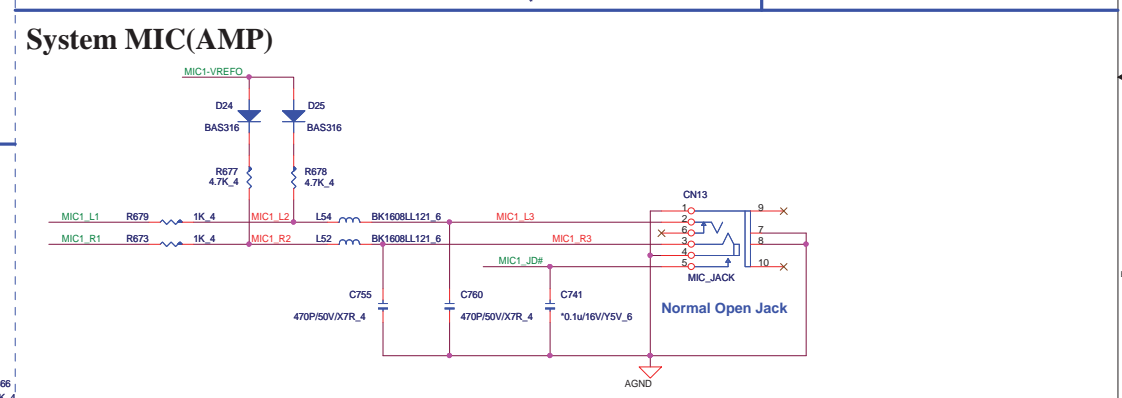 System MIC(AMP)
MIC1-VREFO
D24 D25
BAS316 BAS316
R677 R678
4.7K_4 4.7K_4
CN13
MIC1_L1 R679 1K_4 MIC1_L2 L54 BK1608LL121_6 MIC1_L3
MIC1_R1 R673 1K_4 MIC1_R2 L52 BK1608LL121_6 MIC1_R3
MIC1_JD#
1
2
6
3
4
5
9
7
8
10
MIC_JACK
Normal Open Jack
C755 C760 C741
470P/50V/X7R_4 470P/50V/X7R_4 *0.1u/16V/Y5V_6
AGND
66